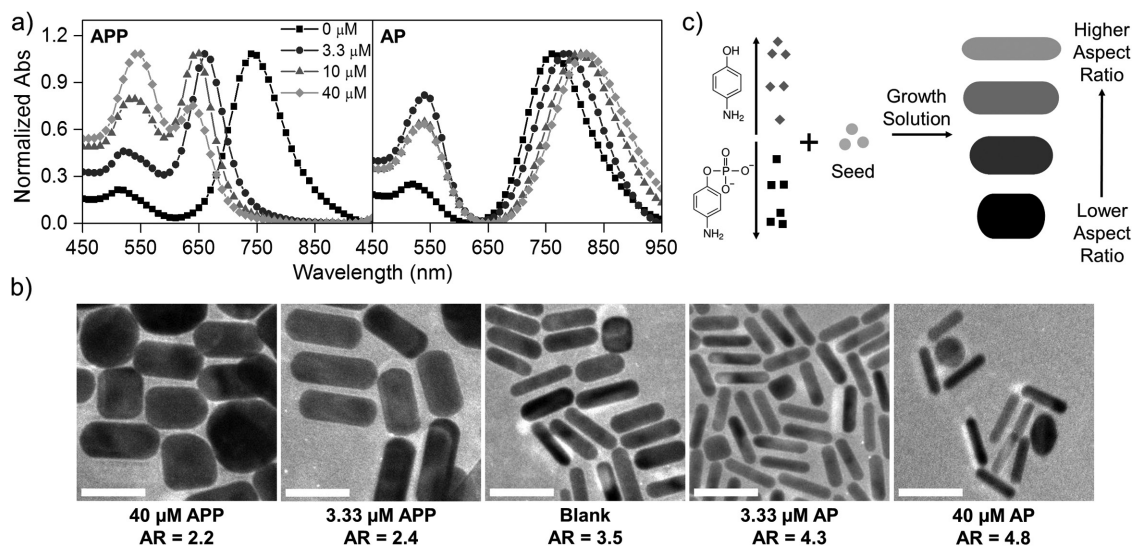 a)
APP
0 μM
3.3 μM
10 μM
40 μM
AP
Normalized Abs
1.2
0.9
0.6
0.3
0.0
450 550 650 750 850 450 550 650 750 850 950
Wavelength (nm)
c)
OH
NH₂
O
O P O⁻
O⁻
NH₂
+
Seed
Growth
Solution
Higher
Aspect
Ratio
Lower
Aspect
Ratio
b)
40 μM APP
AR = 2.2
3.33 μM APP
AR = 2.4
Blank
AR = 3.5
3.33 μM AP
AR = 4.3
40 μM AP
AR = 4.8